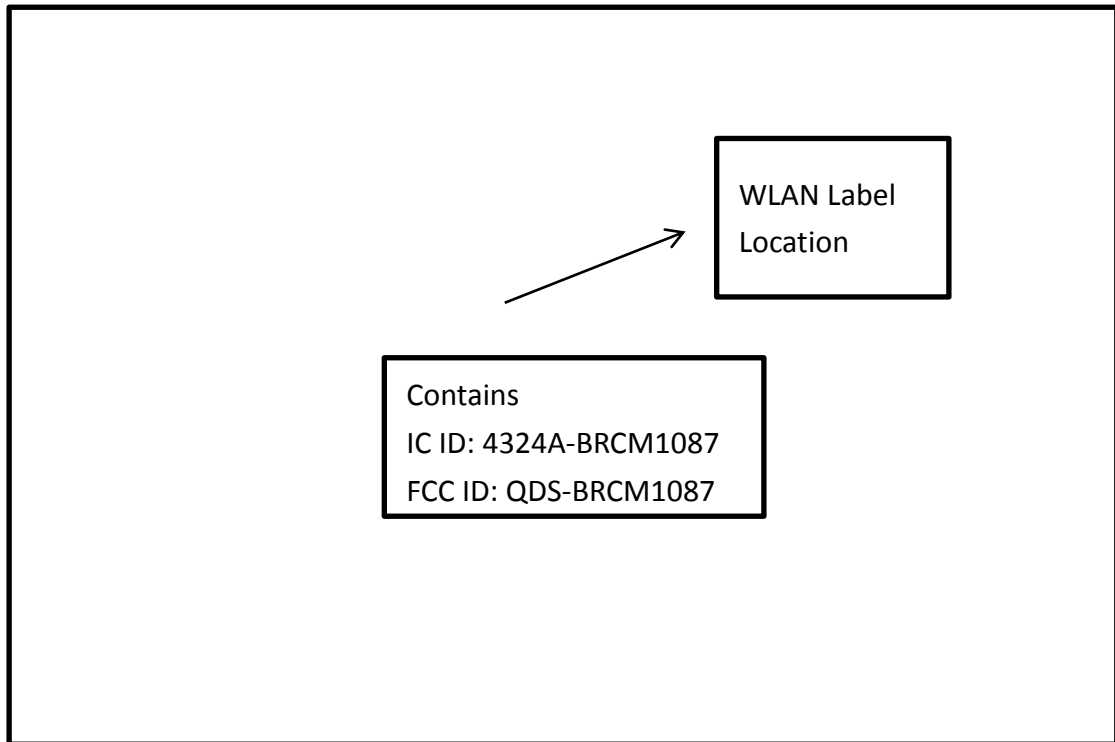 WLAN Label
Location
Contains
IC ID: 4324A-BRCM1087
FCC ID: QDS-BRCM1087